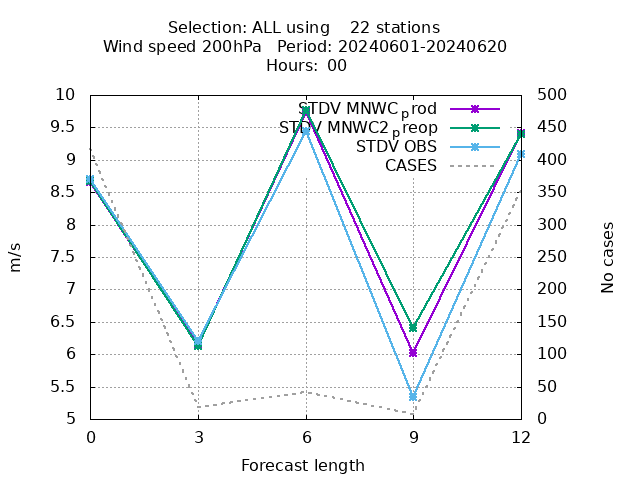 Selection: ALL using    22 stations
Wind speed 200hPa   Period: 20240601-20240620
Hours: 00
STDV MNWC_prod
STDV MNWC2_preop
STDV OBS
CASES
10
9.5
9
8.5
8
7.5
7
6.5
6
5.5
5
500
450
400
350
300
250
200
150
100
50
0
m/s
No cases
0 3 6 9 12
Forecast length